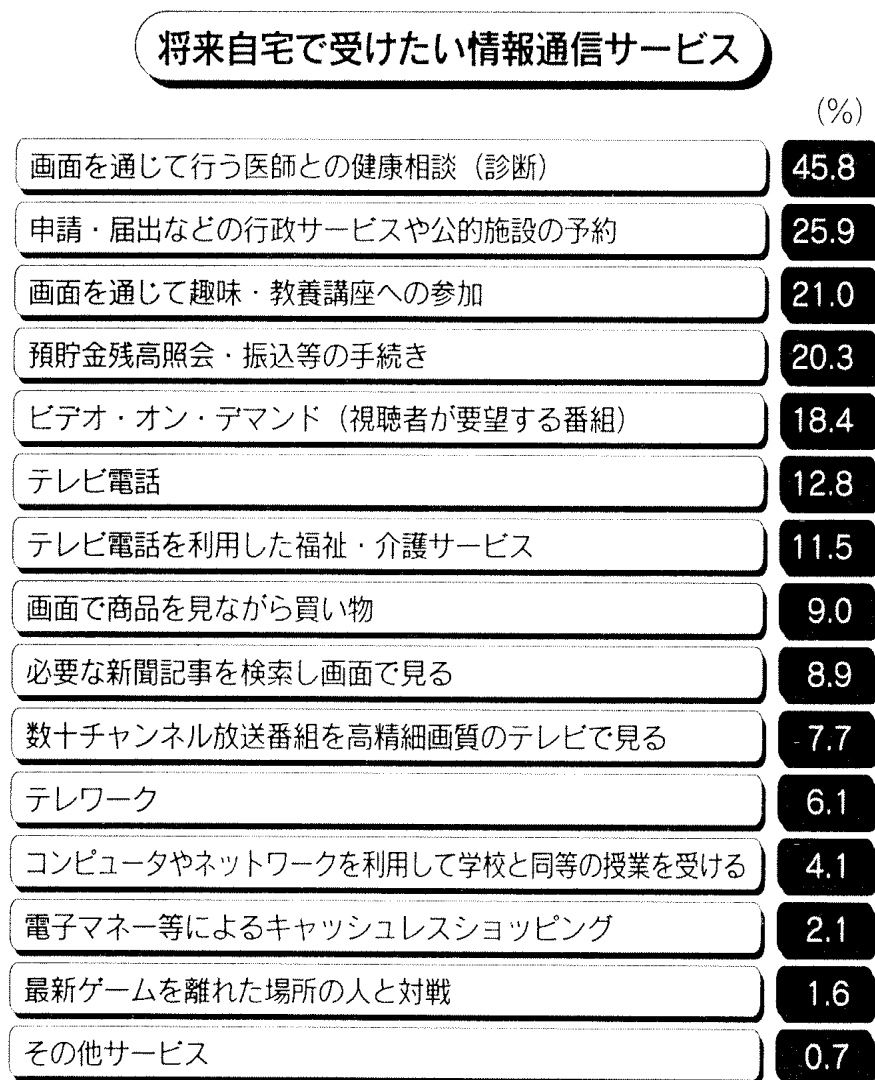 将来自宅で受けたい情報通信サービス
(%)
画面を通じて行う医師との健康相談（診断） 45.8
申請・届出などの行政サービスや公的施設の予約 25.9
画面を通じて趣味・教養講座への参加 21.0
預貯金残高照会・振込等の手続き 20.3
ビデオ・オン・デマンド（視聴者が要望する番組） 18.4
テレビ電話 12.8
テレビ電話を利用した福祉・介護サービス 11.5
画面で商品を見ながら買い物 9.0
必要な新聞記事を検索し画面で見る 8.9
数十チャンネル放送番組を高精細画質のテレビで見る 7.7
テレワーク 6.1
コンピュータやネットワークを利用して学校と同等の授業を受ける 4.1
電子マネー等によるキャッシュレスショッピング 2.1
最新ゲームを離れた場所の人と対戦 1.6
その他サービス 0.7